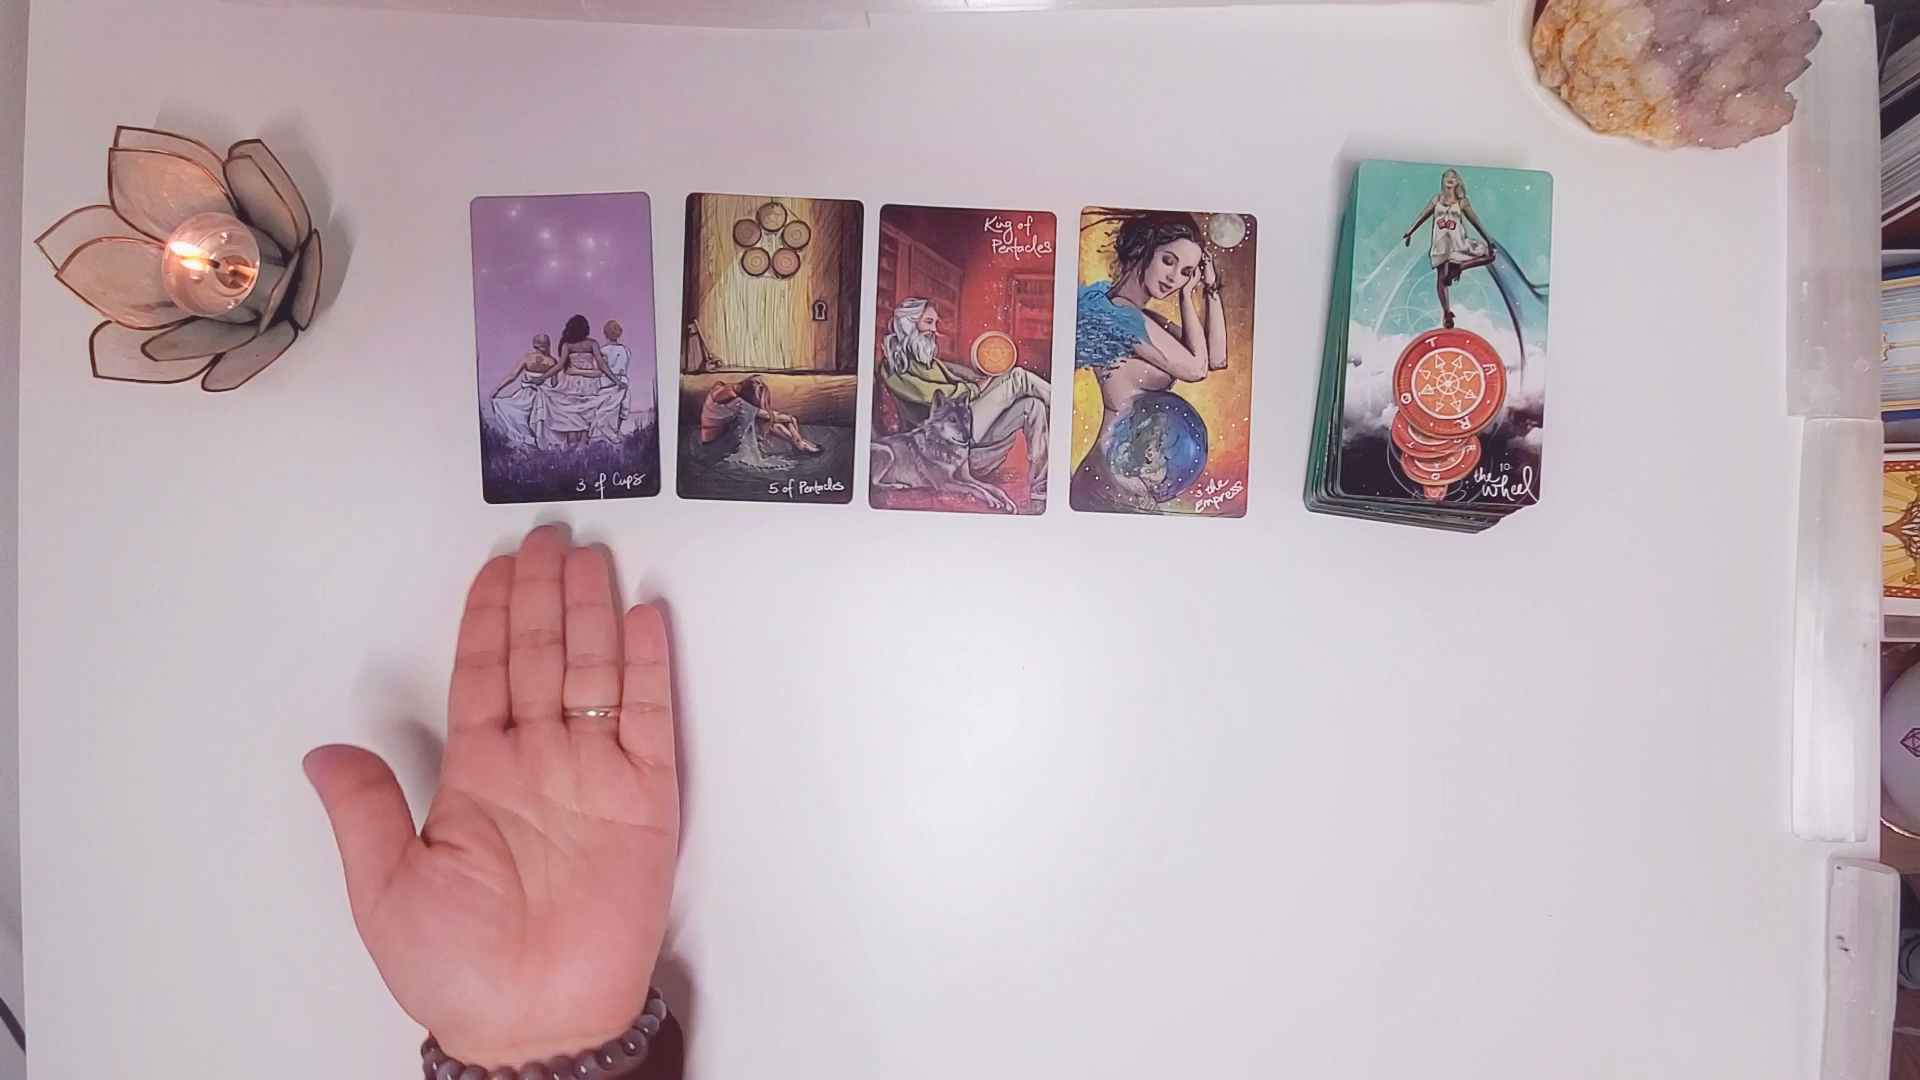 3 of Cups
5 of Pentacles
King of
Pentacles
3 the
Empress
T A R O
T
R
O
10
the
Wheel